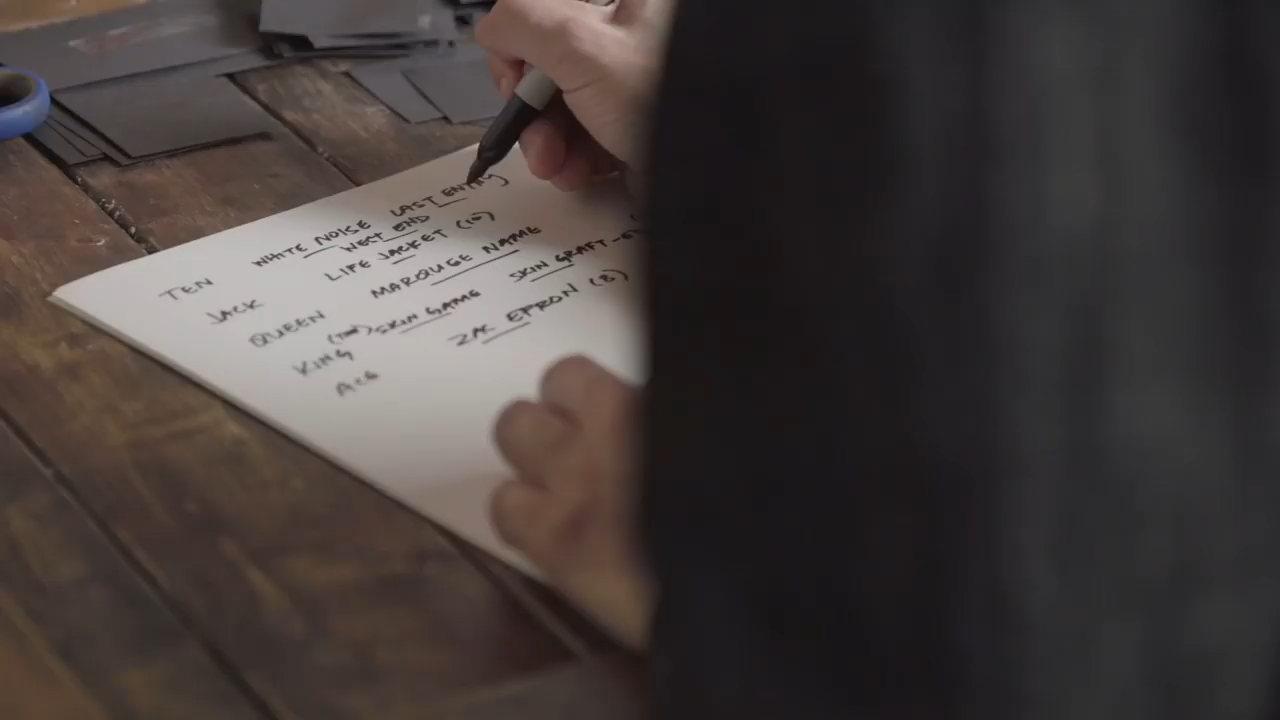 TEN WHITE NOISE LAST ENTRY
NEXT END
JACK LIFE JACKET (10)
QUEEN MARQUEE NAME
KING SKIN GAME SKIN GRAFT
ACE ZAC EFRON (8)